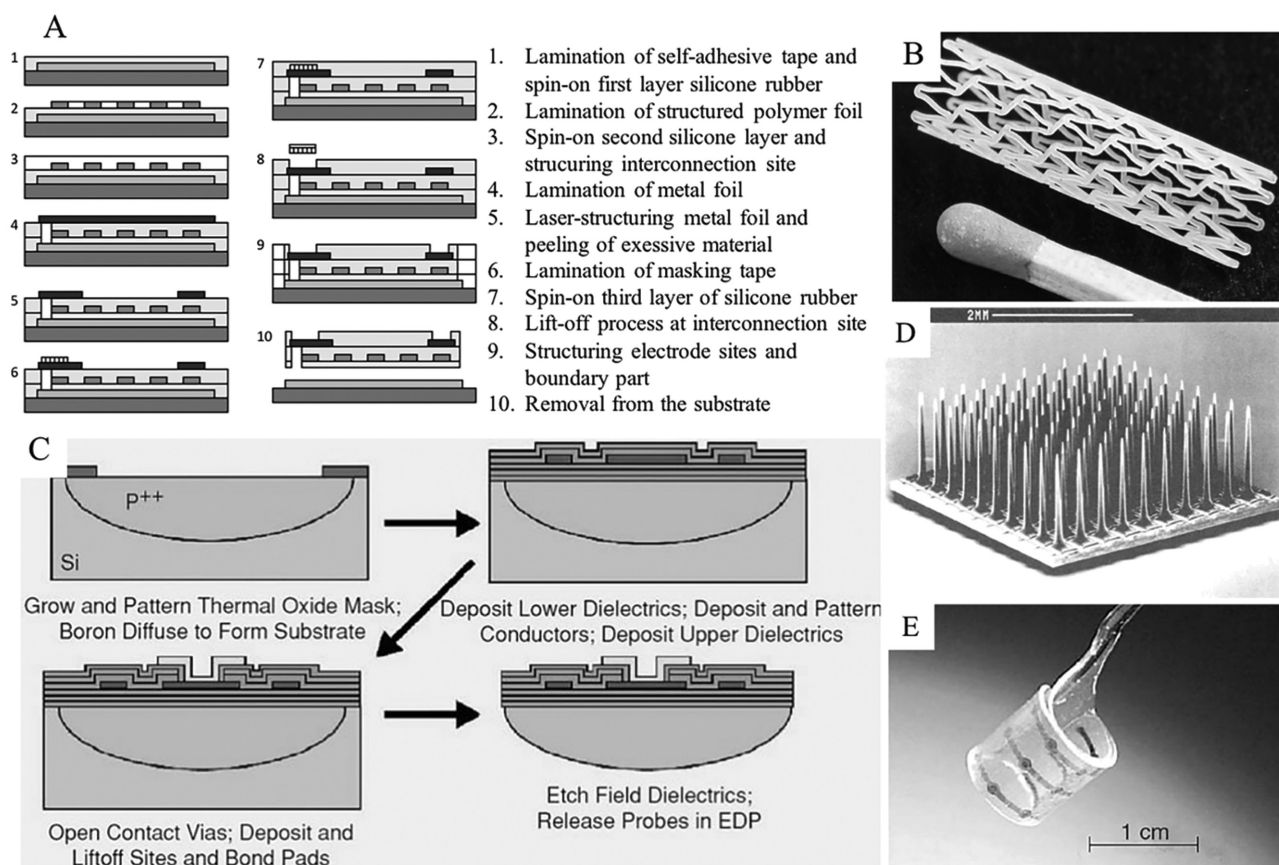 A
1
2
3
4
5
6
7
8
9
10
1. Lamination of self-adhesive tape and
spin-on first layer silicone rubber
2. Lamination of structured polymer foil
3. Spin-on second silicone layer and
strucuring interconnection site
4. Lamination of metal foil
5. Laser-structuring metal foil and
peeling of exessive material
6. Lamination of masking tape
7. Spin-on third layer of silicone rubber
8. Lift-off process at interconnection site
9. Structuring electrode sites and
boundary part
10. Removal from the substrate
B
C
P++
Si
Grow and Pattern Thermal Oxide Mask;
Boron Diffuse to Form Substrate
Deposit Lower Dielectrics; Deposit and Pattern
Conductors; Deposit Upper Dielectrics
Open Contact Vias; Deposit and
Liftoff Sites and Bond Pads
Etch Field Dielectrics;
Release Probes in EDP
D
2MM
E
1 cm